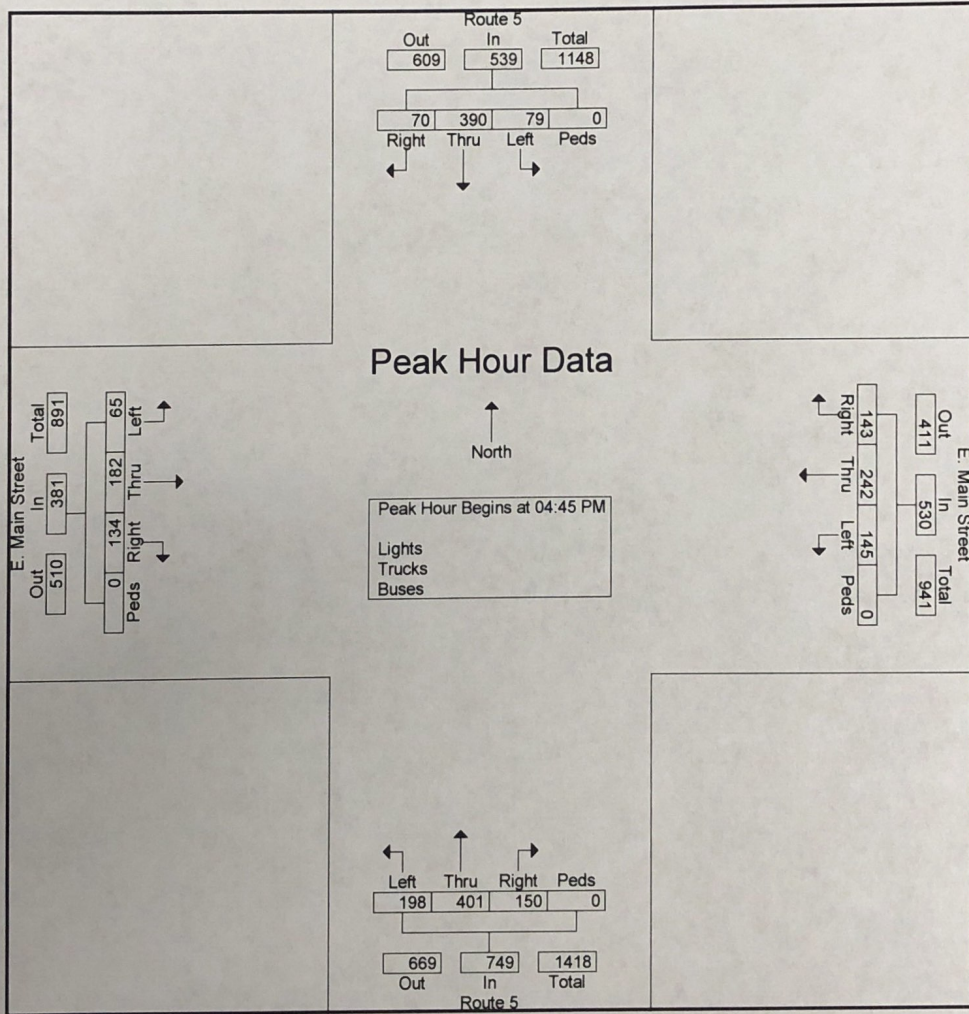 Route 5
Out In Total
609 539 1148
70 390 79 0
Right Thru Left Peds
Peak Hour Data
North
Peak Hour Begins at 04:45 PM
Lights
Trucks
Buses
E. Main Street
Out In Total
510 381 891
65 182 134 0
Left Thru Right Peds
E. Main Street
Out In Total
411 530 941
143 242 145 0
Right Thru Left Peds
Left Thru Right Peds
198 401 150 0
669 749 1418
Out In Total
Route 5